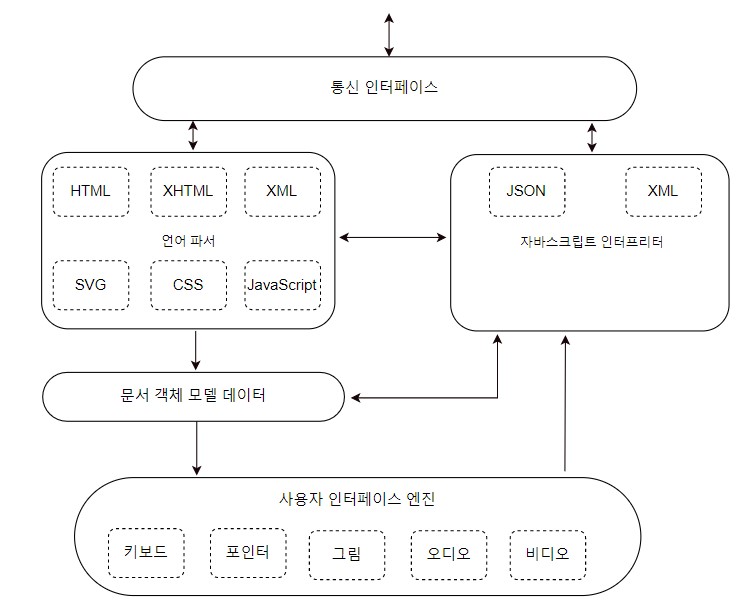 통신 인터페이스
HTML
XHTML
XML
언어 파서
SVG
CSS
JavaScript
JSON
XML
자바스크립트 인터프리터
문서 객체 모델 데이터
사용자 인터페이스 엔진
키보드
포인터
그림
오디오
비디오